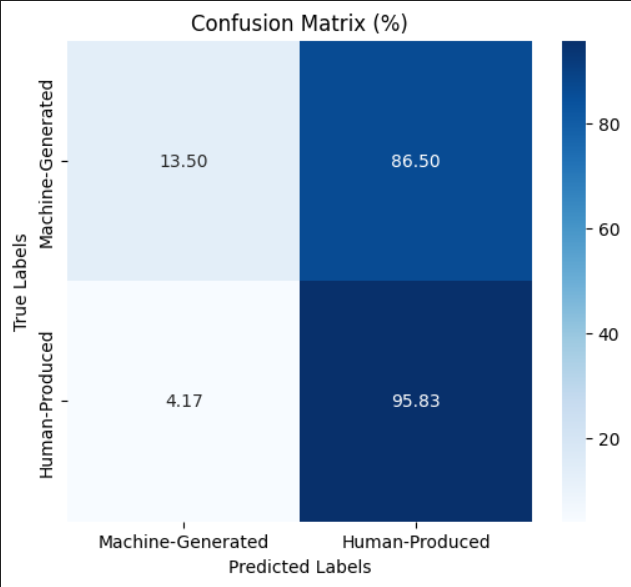 Confusion Matrix (%)
True Labels
Machine-Generated
Human-Produced
13.50 86.50
4.17 95.83
Machine-Generated Human-Produced
Predicted Labels
80
60
40
20